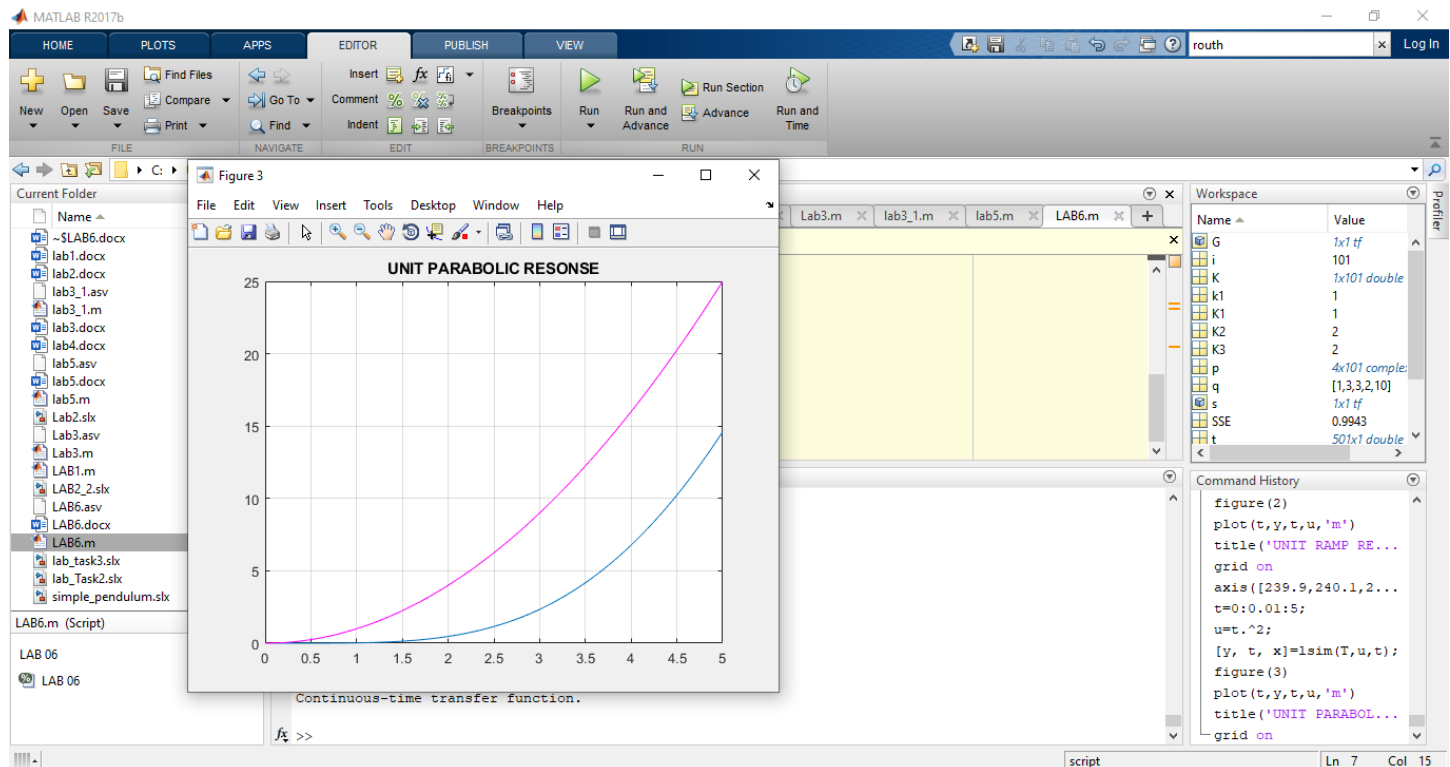 MATLAB R2017b
HOME PLOTS APPS EDITOR PUBLISH VIEW routh Log In
New Open Save Find Files Compare Print
Go To Find
Insert fx fi
Comment
Indent
Breakpoints Run Run and Advance Run Section Advance Run and Time
FILE NAVIGATE EDIT BREAKPOINTS RUN
C:
Current Folder
Name
~$LAB6.docx
lab1.docx
lab2.docx
lab3_1.asv
lab3_1.m
lab3.docx
lab4.docx
lab5.asv
lab5.docx
lab5.m
Lab2.slx
Lab3.asv
Lab3.m
LAB1.m
LAB2_2.slx
LAB6.asv
LAB6.docx
LAB6.m
lab_task3.slx
lab_Task2.slx
simple_pendulum.slx
LAB6.m (Script)
LAB 06
LAB 06
Figure 3
File Edit View Insert Tools Desktop Window Help
UNIT PARABOLIC RESONSE
25
20
15
10
5
0
0 0.5 1 1.5 2 2.5 3 3.5 4 4.5 5
Continuous-time transfer function.
fx >>
Lab3.m lab3_1.m lab5.m LAB6.m
Workspace
Name Value
G 1x1 tf
i 101
K 1x101 double
k1 1
K1 1
K2 2
K3 2
p 4x101 complex
q [1,3,3,2,10]
s 1x1 tf
SSE 0.9943
t 501x1 double
Profiler
Command History
figure(2)
plot(t,y,t,u,'m')
title('UNIT RAMP RE...
grid on
axis([239.9,240.1,2...
t=0:0.01:5;
u=t.^2;
[y, t, x]=lsim(T,u,t);
figure(3)
plot(t,y,t,u,'m')
title('UNIT PARABOL...
grid on
script Ln 7 Col 15